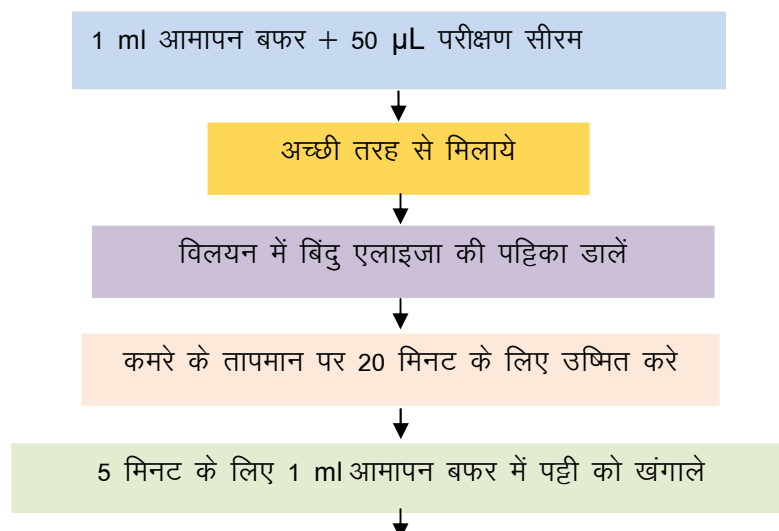 1 ml आमापन बफर + 50 µL परीक्षण सीरम
अच्छी तरह से मिलाये
विलयन में बिंदु एलाइजा की पट्टिका डालें
कमरे के तापमान पर 20 मिनट के लिए उष्मित करे
5 मिनट के लिए 1 ml आमापन बफर में पट्टी को खंगाले